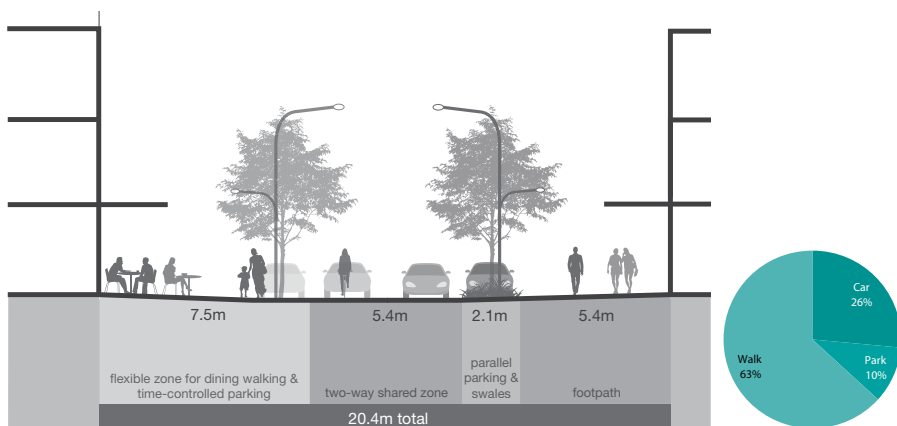 7.5m
5.4m
2.1m
5.4m
flexible zone for dining walking &
time-controlled parking
two-way shared zone
parallel
parking &
swales
footpath
20.4m total
Car
26%
Park
10%
Walk
63%